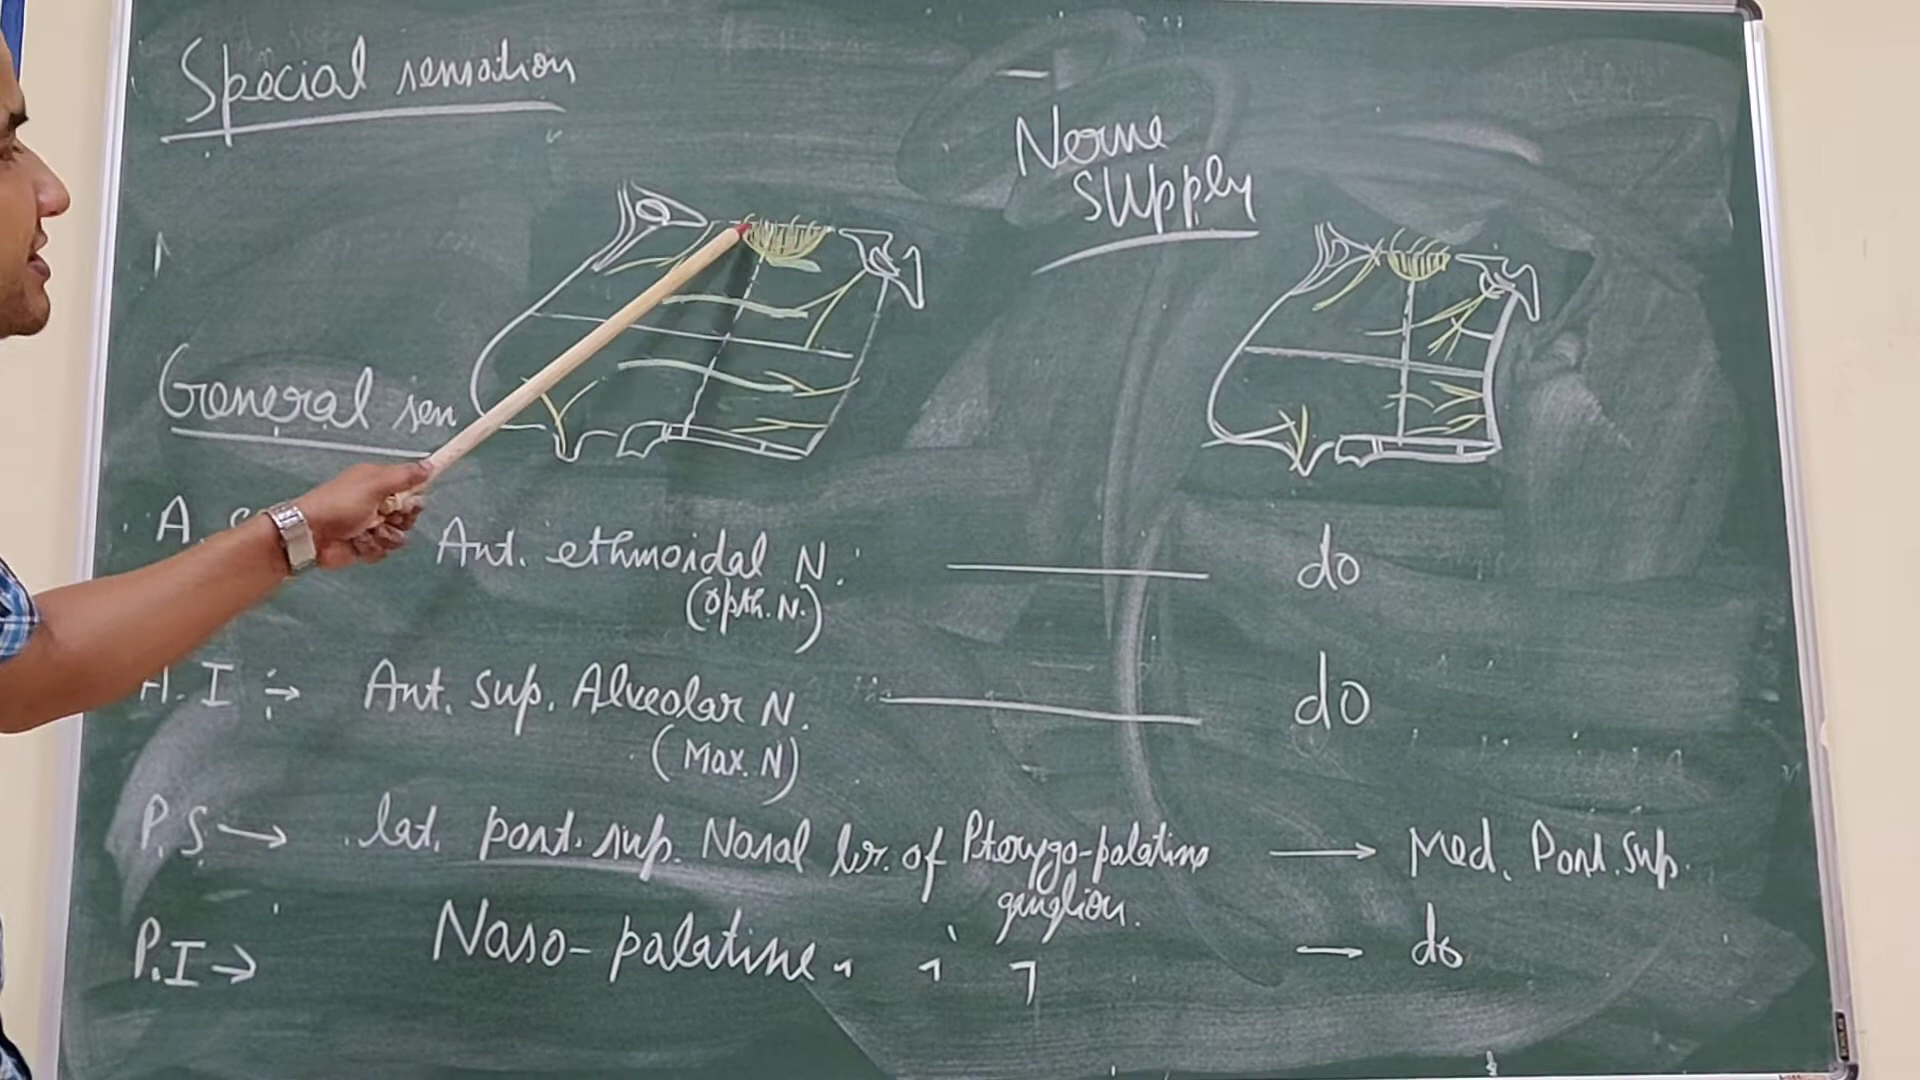 Special sensation
Nerve
Supply
General sen
A. S
Ant. ethmoidal N.
do
(Opth. N.)
A. I → Ant. Sup. Alveolar N.
do
(Max. N)
P. S → lat. post. sup. Nasal br. of Pterygo-palatine → Med. Post. Sup.
ganglion.
P. I → Naso-palatine " " " — do